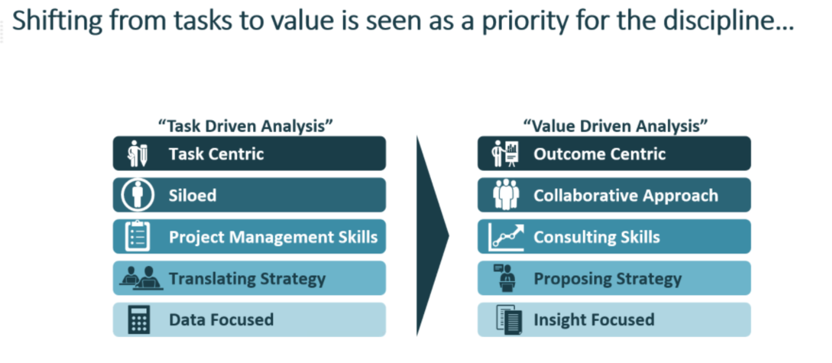 Shifting from tasks to value is seen as a priority for the discipline...
“Task Driven Analysis”
Task Centric
Siloed
Project Management Skills
Translating Strategy
Data Focused
“Value Driven Analysis”
Outcome Centric
Collaborative Approach
Consulting Skills
Proposing Strategy
Insight Focused